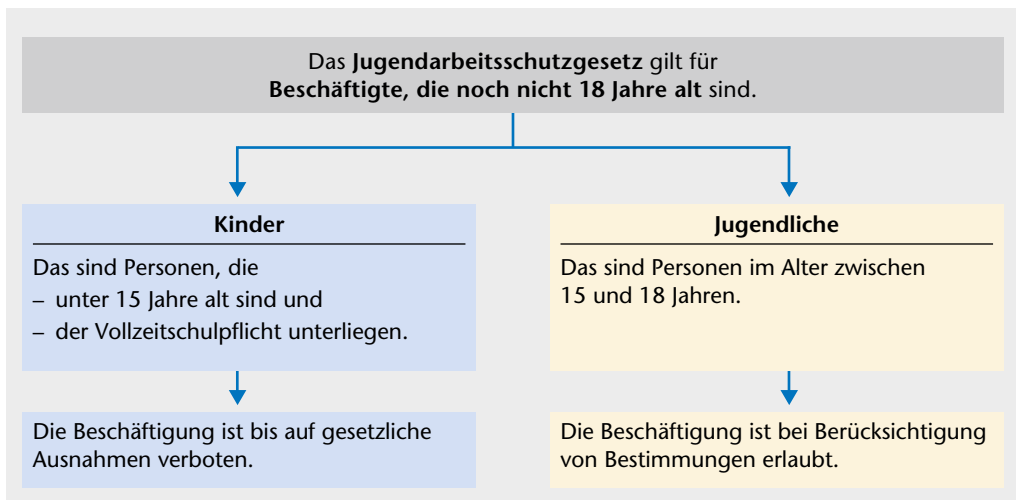 Das Jugendarbeitsschutzgesetz gilt für
Beschäftigte, die noch nicht 18 Jahre alt sind.
Kinder
Das sind Personen, die
– unter 15 Jahre alt sind und
– der Vollzeitschulpflicht unterliegen.
Die Beschäftigung ist bis auf gesetzliche
Ausnahmen verboten.
Jugendliche
Das sind Personen im Alter zwischen
15 und 18 Jahren.
Die Beschäftigung ist bei Berücksichtigung
von Bestimmungen erlaubt.